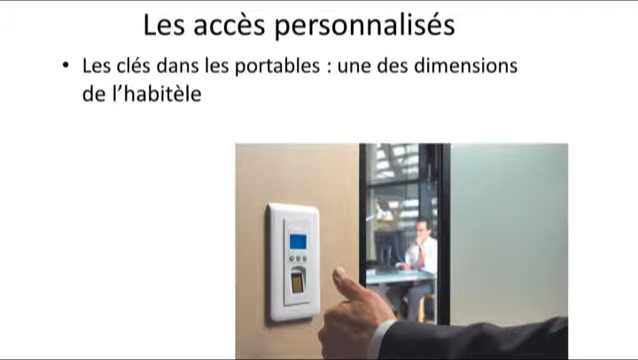 Les accès personnalisés
• Les clés dans les portables : une des dimensions
de l’habitèle